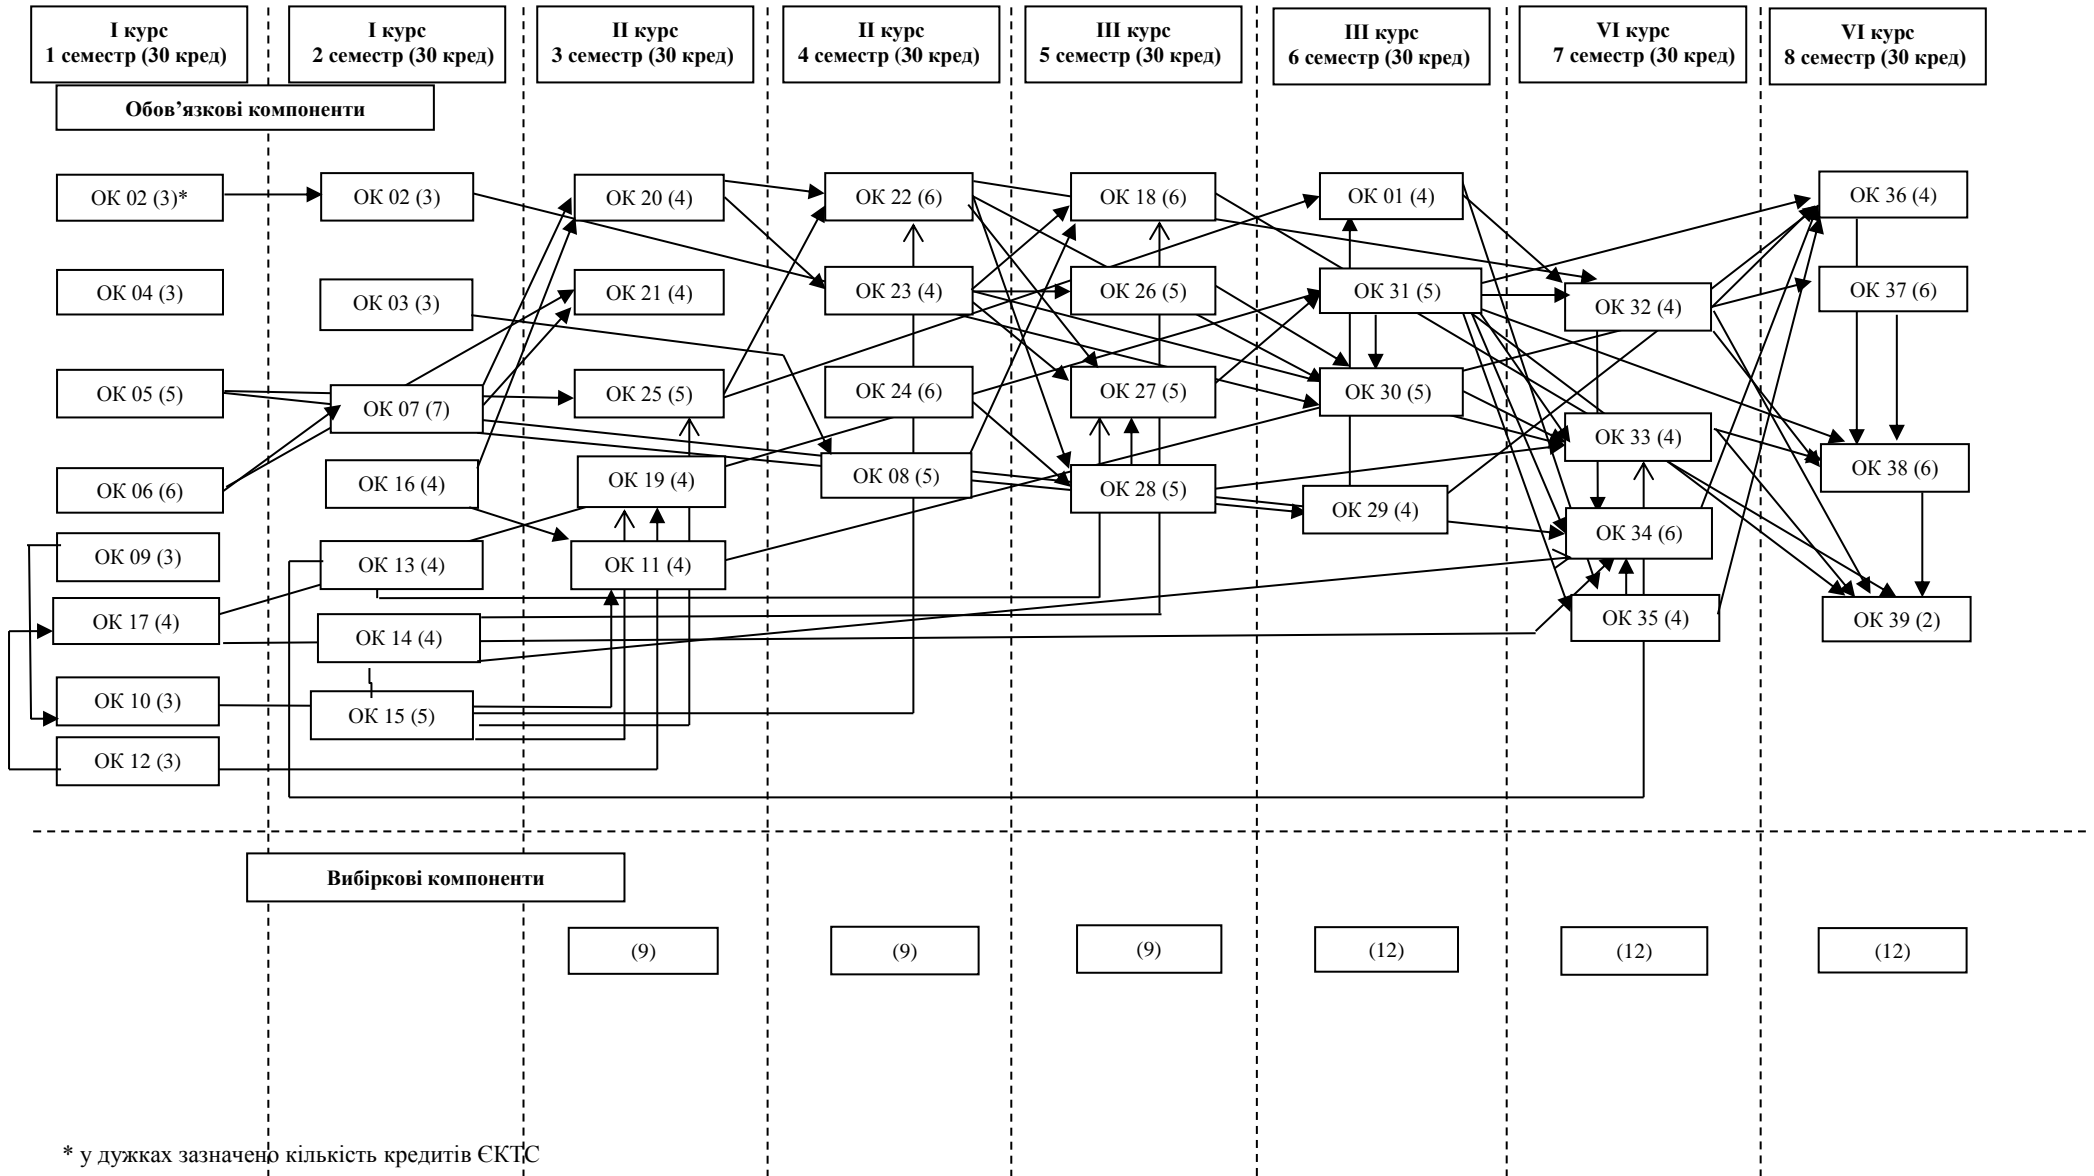 I курс
1 семестр (30 кред)
I курс
2 семестр (30 кред)
II курс
3 семестр (30 кред)
II курс
4 семестр (30 кред)
III курс
5 семестр (30 кред)
III курс
6 семестр (30 кред)
VI курс
7 семестр (30 кред)
VI курс
8 семестр (30 кред)
Обов’язкові компоненти
ОК 02 (3)*
ОК 04 (3)
ОК 05 (5)
ОК 06 (6)
ОК 09 (3)
ОК 17 (4)
ОК 10 (3)
ОК 12 (3)
ОК 02 (3)
ОК 03 (3)
ОК 07 (7)
ОК 16 (4)
ОК 13 (4)
ОК 14 (4)
ОК 15 (5)
ОК 20 (4)
ОК 21 (4)
ОК 25 (5)
ОК 19 (4)
ОК 11 (4)
ОК 22 (6)
ОК 23 (4)
ОК 24 (6)
ОК 08 (5)
ОК 18 (6)
ОК 26 (5)
ОК 27 (5)
ОК 28 (5)
ОК 01 (4)
ОК 31 (5)
ОК 30 (5)
ОК 29 (4)
ОК 32 (4)
ОК 33 (4)
ОК 34 (6)
ОК 35 (4)
ОК 36 (4)
ОК 37 (6)
ОК 38 (6)
ОК 39 (2)
Вибіркові компоненти
(9)
(9)
(9)
(12)
(12)
(12)
* у дужках зазначено кількість кредитів ЄКТС